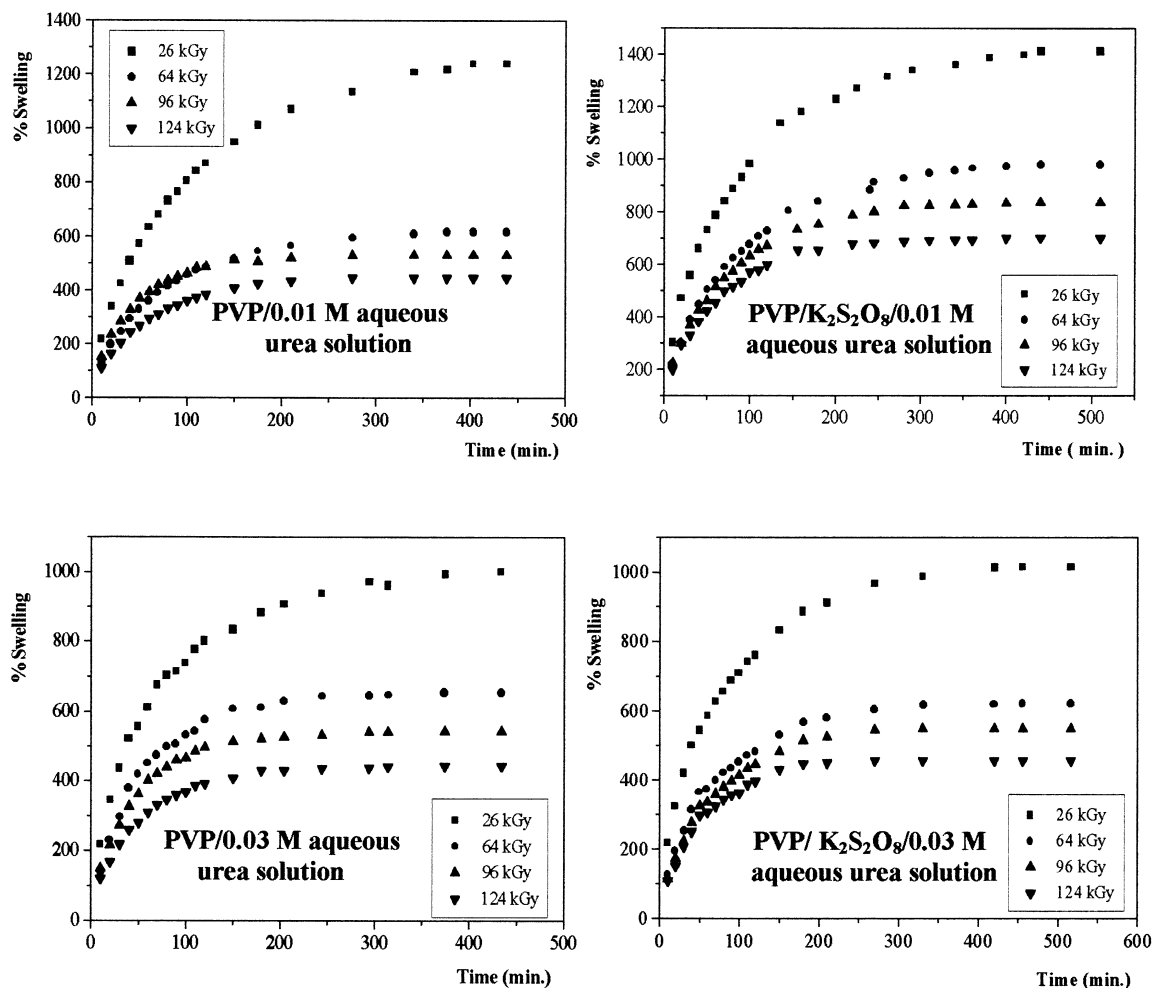 1400
1200
1000
800
600
400
200
0
% Swelling
26 kGy
64 kGy
96 kGy
124 kGy
PVP/0.01 M aqueous
urea solution
0 100 200 300 400 500
Time (min.)
1400
1200
1000
800
600
400
200
% Swelling
PVP/K₂S₂O₈/0.01 M
aqueous urea solution
26 kGy
64 kGy
96 kGy
124 kGy
0 100 200 300 400 500
Time ( min. )
1000
800
600
400
200
0
% Swelling
PVP/0.03 M aqueous
urea solution
26 kGy
64 kGy
96 kGy
124 kGy
0 100 200 300 400 500
Time (min.)
1000
800
600
400
200
0
% Swelling
PVP/ K₂S₂O₈/0.03 M
aqueous urea solution
26 kGy
64 kGy
96 kGy
124 kGy
0 100 200 300 400 500 600
Time (min.)